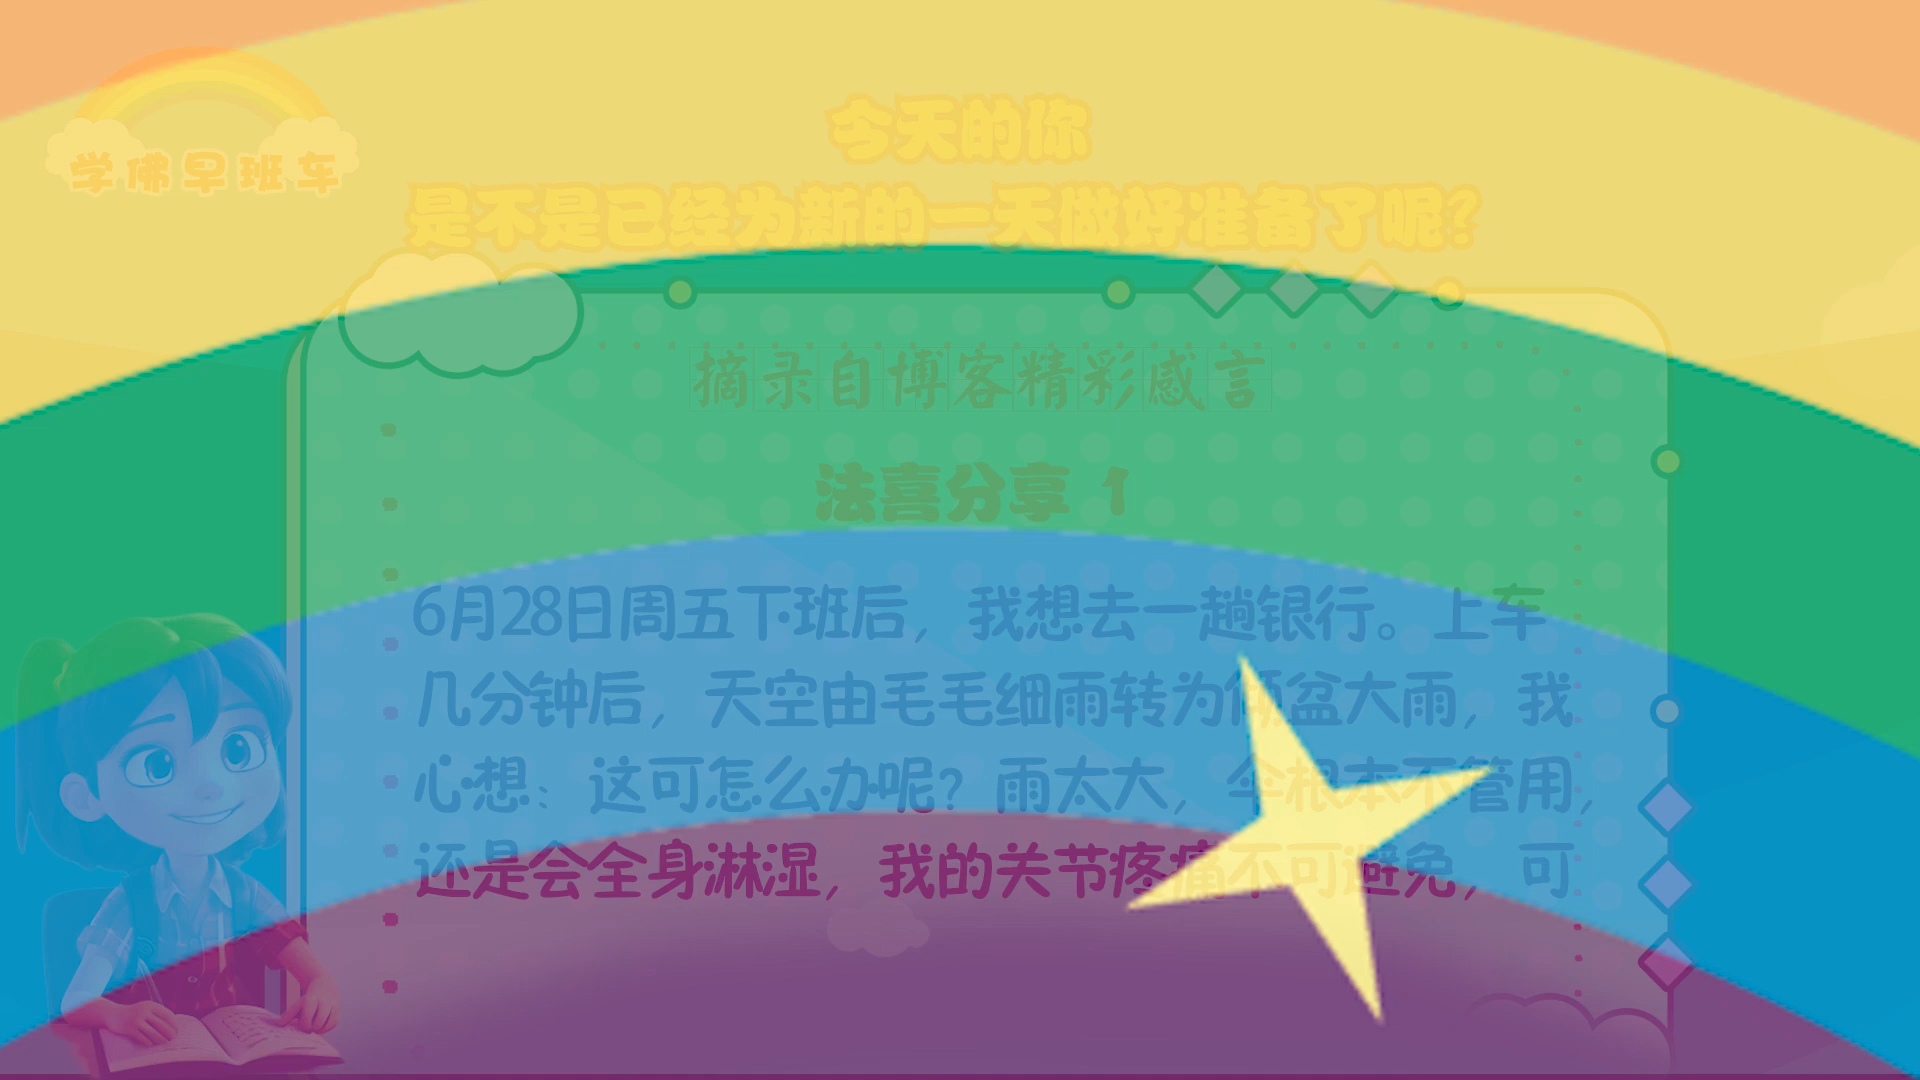 学佛早班车
今天的你
是不是已经为新的一天做好准备了呢？
摘录自博客精彩感言
法喜分享 1
6月28日周五下班后，我想去一趟银行。上车
几分钟后，天空由毛毛细雨转为倾盆大雨，我
心想：这可怎么办呢？雨太大，伞根本不管用，
还是会全身淋湿，我的关节疼痛不可避免，可